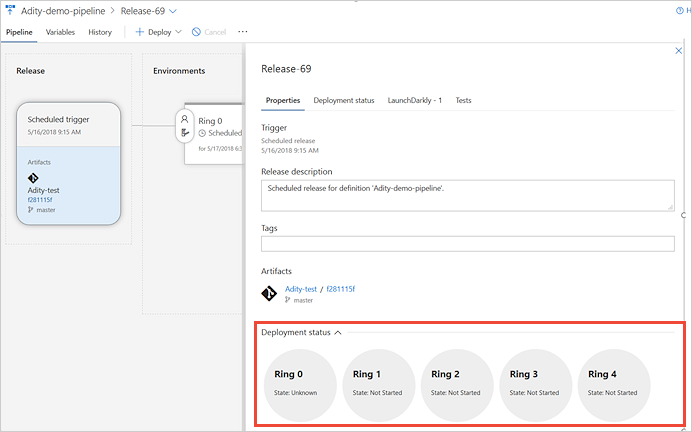 Adity-demo-pipeline > Release-69
Pipeline Variables History + Deploy Cancel ...
Release
Scheduled trigger
5/16/2018 9:15 AM
Artifacts
Adity-test
f281115f
master
Environments
Ring 0
Scheduled
for 5/17/2018 6:3
Release-69
Properties Deployment status LaunchDarkly - 1 Tests
Trigger
Scheduled release
5/16/2018 9:15 AM
Release description
Scheduled release for definition 'Adity-demo-pipeline'.
Tags
Artifacts
Adity-test / f281115f
master
Deployment status
Ring 0 Ring 1 Ring 2 Ring 3 Ring 4
State: Unknown State: Not Started State: Not Started State: Not Started State: Not Started